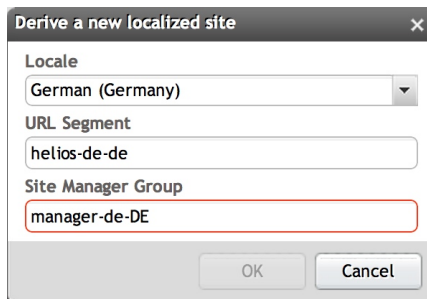 Derive a new localized site
Locale
German (Germany)
URL Segment
helios-de-de
Site Manager Group
manager-de-DE
OK
Cancel